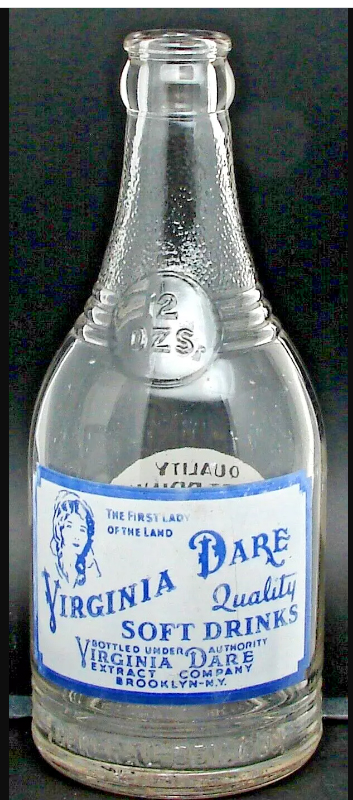 12
OZS.
QUALITY
THE FIRST LADY
OF THE LAND
VIRGINIA DARE
Quality
SOFT DRINKS
BOTTLED UNDER AUTHORITY
VIRGINIA DARE
EXTRACT COMPANY
BROOKLYN-N.Y.